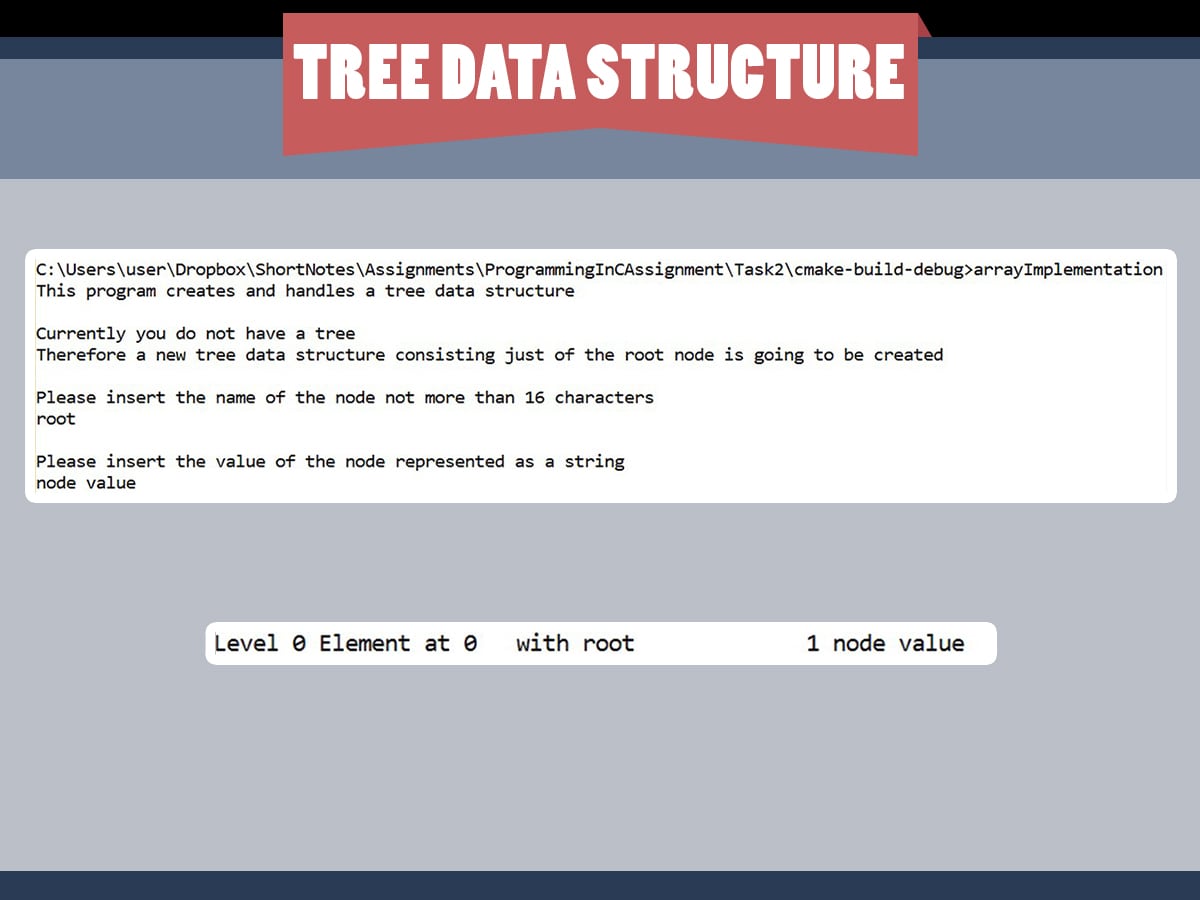 TREE DATA STRUCTURE
C:\Users\user\Dropbox\ShortNotes\Assignments\ProgrammingInCAssignment\Task2\cmake-build-debug>arrayImplementation
This program creates and handles a tree data structure
Currently you do not have a tree
Therefore a new tree data structure consisting just of the root node is going to be created
Please insert the name of the node not more than 16 characters
root
Please insert the value of the node represented as a string
node value
Level 0 Element at 0   with root             1 node value